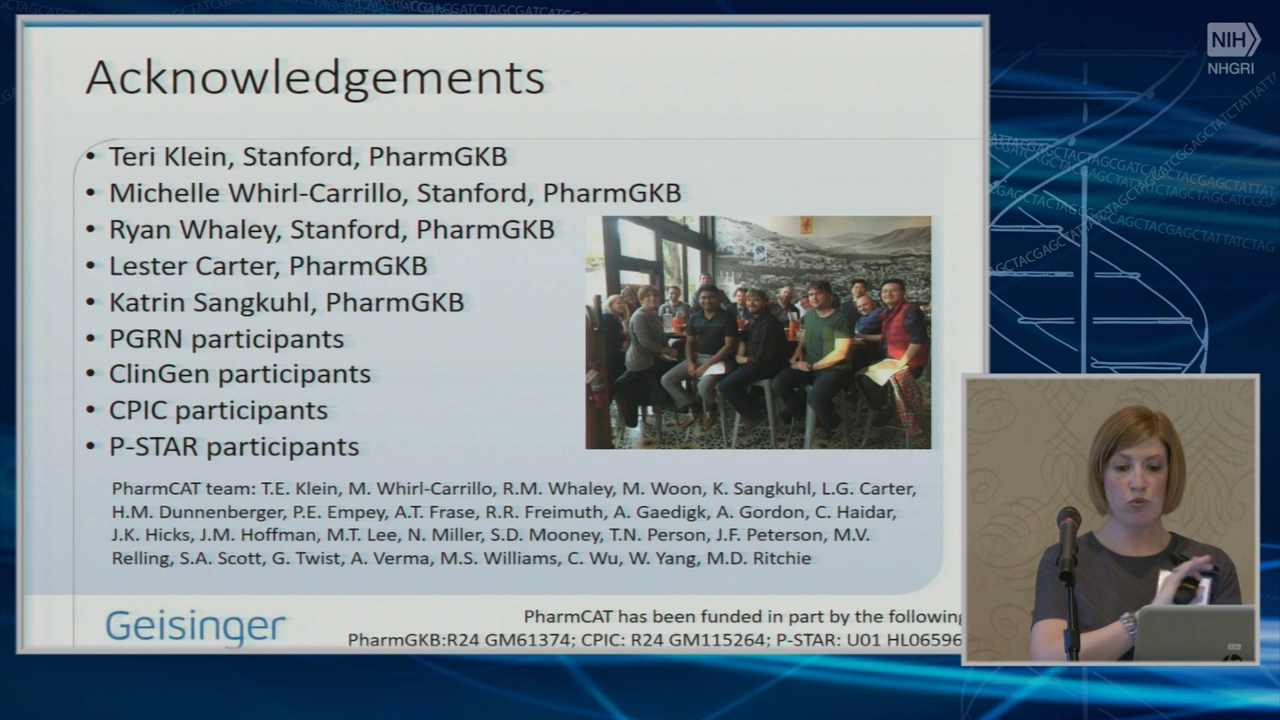 NIH
NHGRI
Acknowledgements
• Teri Klein, Stanford, PharmGKB
• Michelle Whirl-Carrillo, Stanford, PharmGKB
• Ryan Whaley, Stanford, PharmGKB
• Lester Carter, PharmGKB
• Katrin Sangkuhl, PharmGKB
• PGRN participants
• ClinGen participants
• CPIC participants
• P-STAR participants
PharmCAT team: T.E. Klein, M. Whirl-Carrillo, R.M. Whaley, M. Woon, K. Sangkuhl, L.G. Carter,
H.M. Dunnenberger, P.E. Empey, A.T. Frase, R.R. Freimuth, A. Gaedigk, A. Gordon, C. Haidar,
J.K. Hicks, J.M. Hoffman, M.T. Lee, N. Miller, S.D. Mooney, T.N. Person, J.F. Peterson, M.V.
Relling, S.A. Scott, G. Twist, A. Verma, M.S. Williams, C. Wu, W. Yang, M.D. Ritchie
Geisinger
PharmCAT has been funded in part by the following
PharmGKB:R24 GM61374; CPIC: R24 GM115264; P-STAR: U01 HL06596